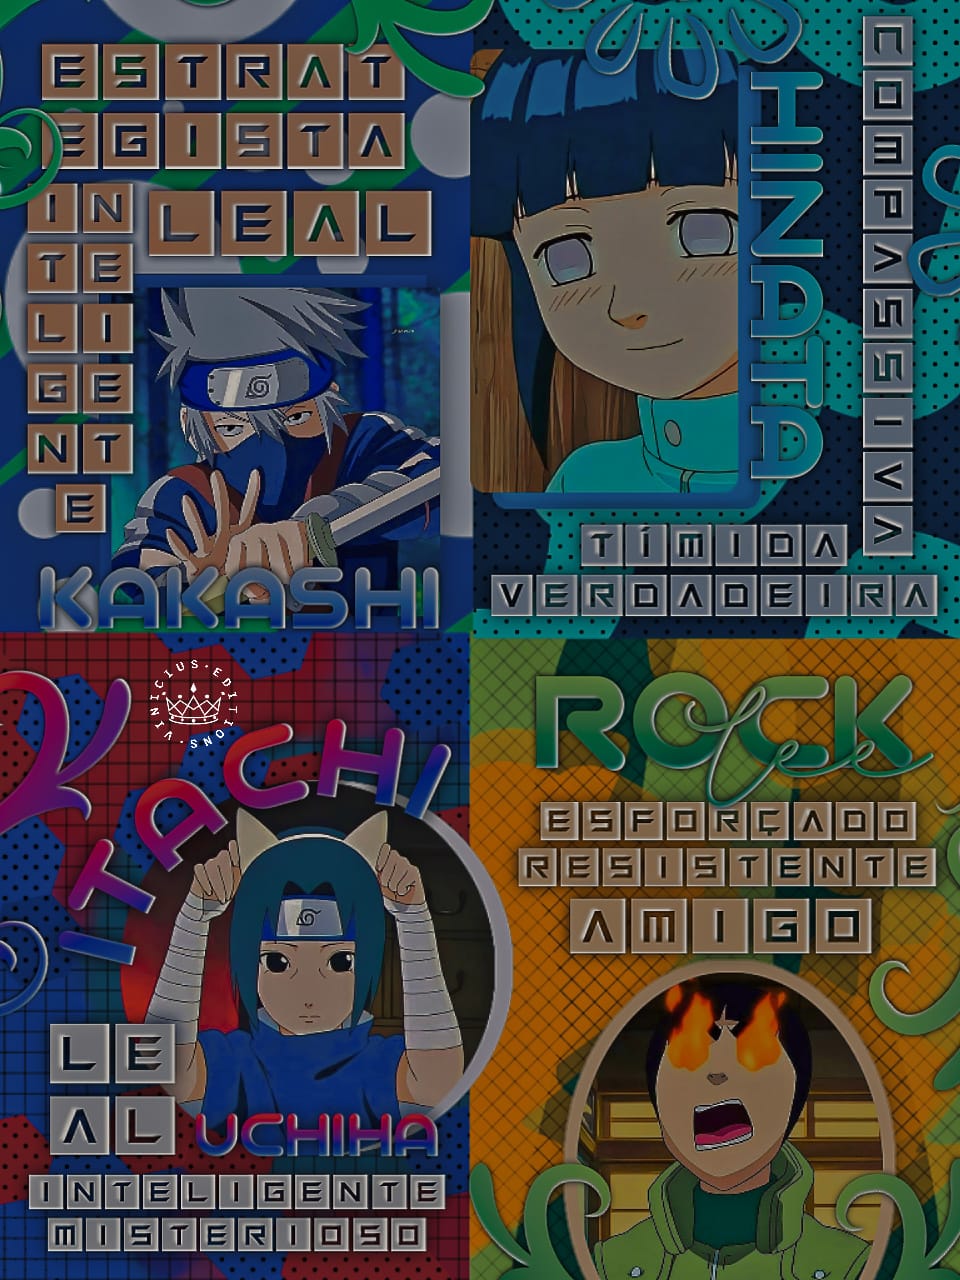 ESTRAT
EGISTA
IN
TE
LI
GE
NT
E
LEAL
KAKASHI
HINATA
COMPASSIVA
TÍMIDA
VERDADEIRA
VINICIUS·EDITIONS·
ITACHI
LE
AL
UCHIHA
INTELIGENTE
MISTERIOSO
ROCK
Lee
ESFORÇADO
RESISTENTE
AMIGO